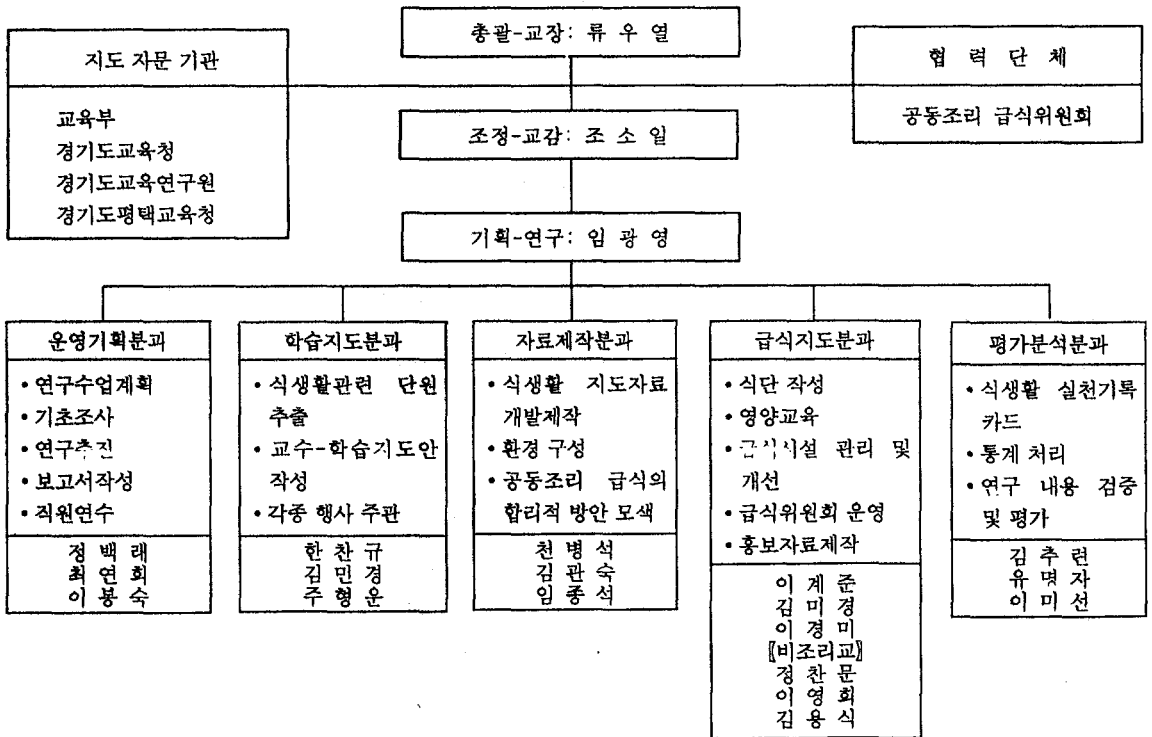 총괄-교장: 류 우 열
지도 자문 기관
교육부
경기도교육청
경기도교육연구원
경기도평택교육청
협 력 단 체
공동조리 급식위원회
조정-교감: 조 소 일
기획-연구: 임 광 영
운영기획분과
• 연구수업계획
• 기초조사
• 연구추진
• 보고서작성
• 직원연수
정 백 래
최 연 희
이 봉 숙
학습지도분과
• 식생활관련 단원
추출
• 교수-학습지도안
작성
• 각종 행사 주관
한 찬 규
김 민 경
주 형 운
자료제작분과
• 식생활 지도자료
개발제작
• 환경 구성
• 공동조리 급식의
합리적 방안 모색
천 병 석
김 관 숙
임 종 석
급식지도분과
• 식단 작성
• 영양교육
• 급식시설 관리 및
개선
• 급식위원회 운영
• 홍보자료제작
이 계 준
김 미 경
이 경 미
〖비조리교〗
정 찬 문
이 영 희
김 용 식
평가분석분과
• 식생활 실천기록
카드
• 통계 처리
• 연구 내용 검증
및 평가
김 추 련
유 명 자
이 미 선